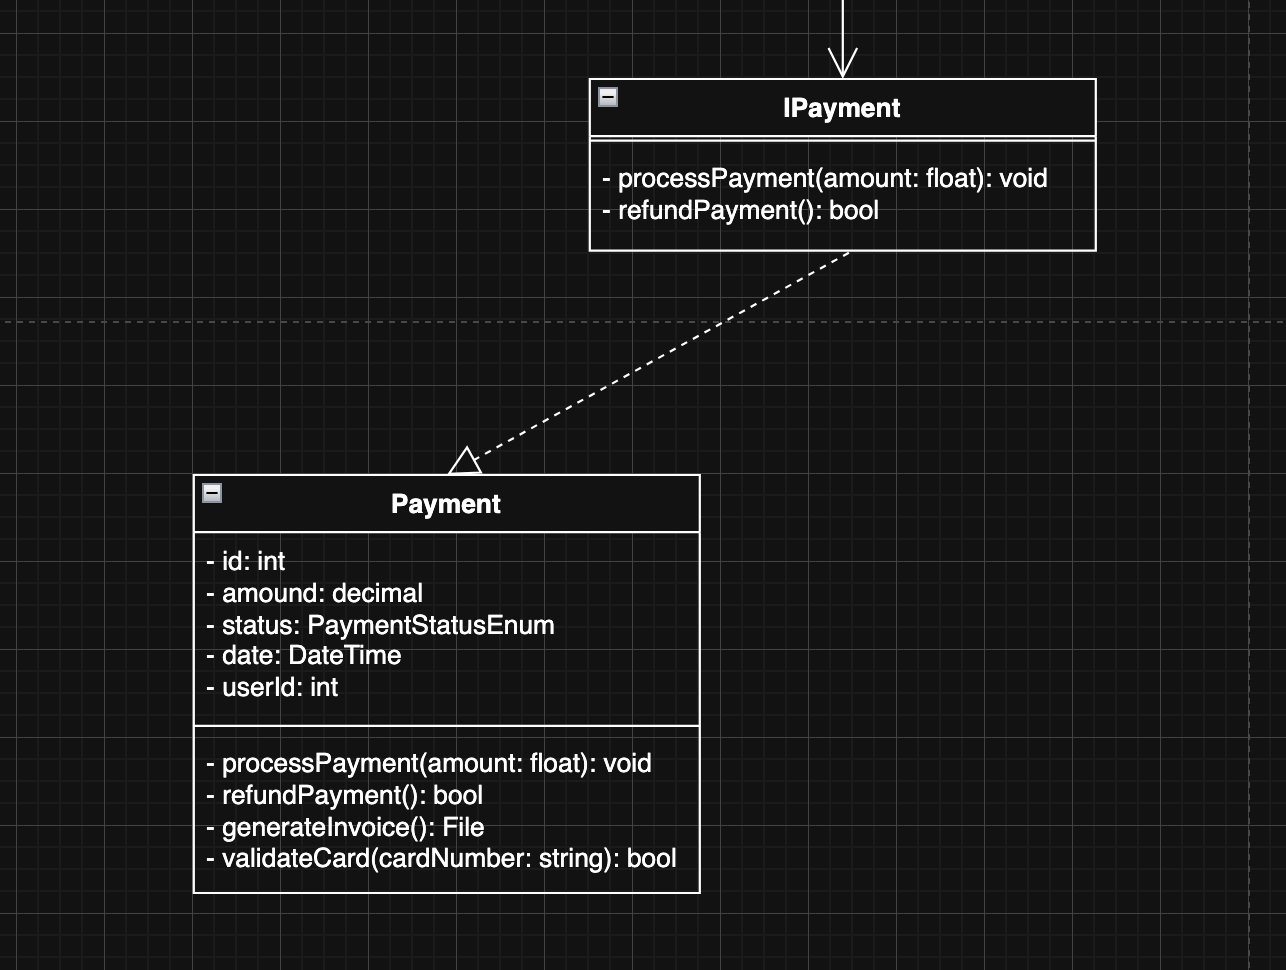 IPayment
- processPayment(amount: float): void
- refundPayment(): bool
Payment
- id: int
- amound: decimal
- status: PaymentStatusEnum
- date: DateTime
- userId: int
- processPayment(amount: float): void
- refundPayment(): bool
- generateInvoice(): File
- validateCard(cardNumber: string): bool